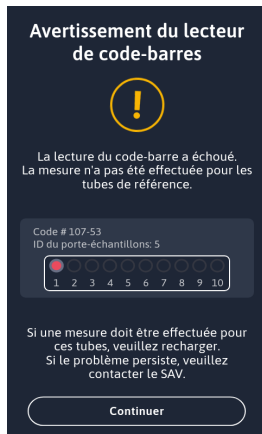 Avertissement du lecteur
de code-barres
!
La lecture du code-barre a échoué.
La mesure n'a pas été effectuée pour les
tubes de référence.
Code # 107-53
ID du porte-échantillons: 5
1 2 3 4 5 6 7 8 9 10
Si une mesure doit être effectuée pour
ces tubes, veuillez recharger.
Si le problème persiste, veuillez
contacter le SAV.
Continuer